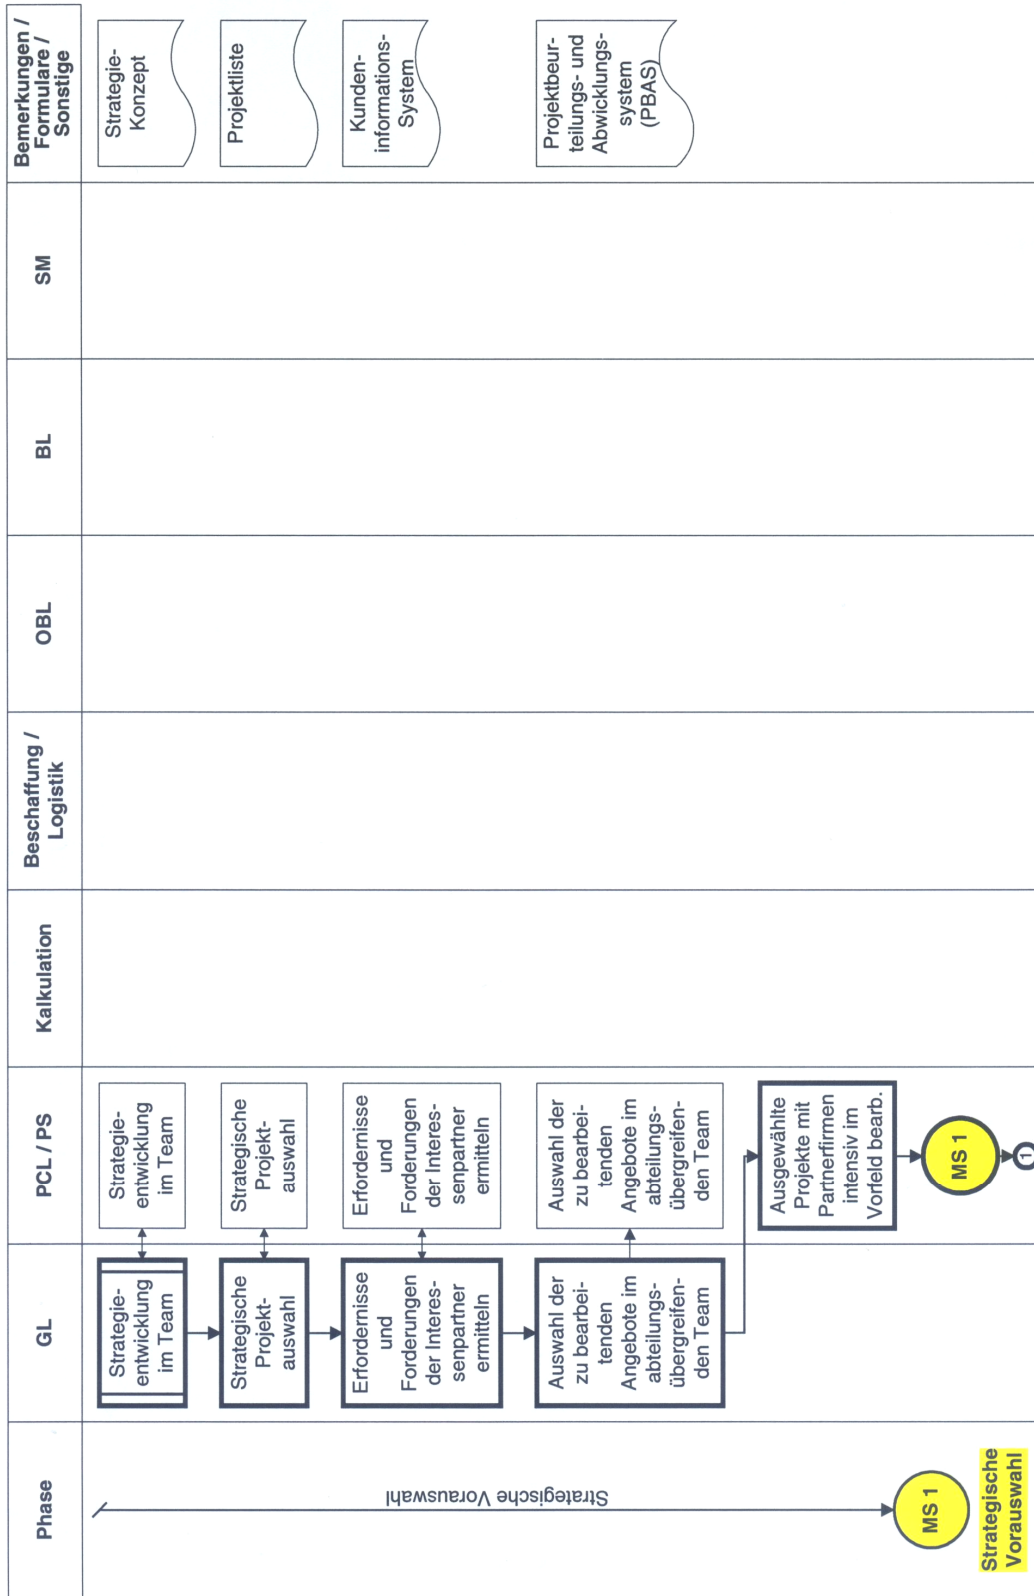 Phase
GL
PCL / PS
Kalkulation
Beschaffung /
Logistik
OBL
BL
SM
Bemerkungen /
Formulare /
Sonstige
Strategische Vorauswahl
Strategie-
entwicklung
im Team
Strategie-
entwicklung
im Team
Strategie-
Konzept
Strategische
Projekt-
auswahl
Strategische
Projekt-
auswahl
Projektliste
Erfordernisse
und
Forderungen
der Interes-
senpartner
ermitteln
Erfordernisse
und
Forderungen
der Interes-
senpartner
ermitteln
Kunden-
informations-
System
Auswahl der
zu bearbei-
tenden
Angebote im
abteilungs-
übergreifen-
den Team
Auswahl der
zu bearbei-
tenden
Angebote im
abteilungs-
übergreifen-
den Team
Projektbeur-
teilungs- und
Abwicklungs-
system
(PBAS)
Ausgewählte
Projekte mit
Partnerfirmen
intensiv im
Vorfeld bearb.
MS 1
MS 1
Strategische
Vorauswahl
1